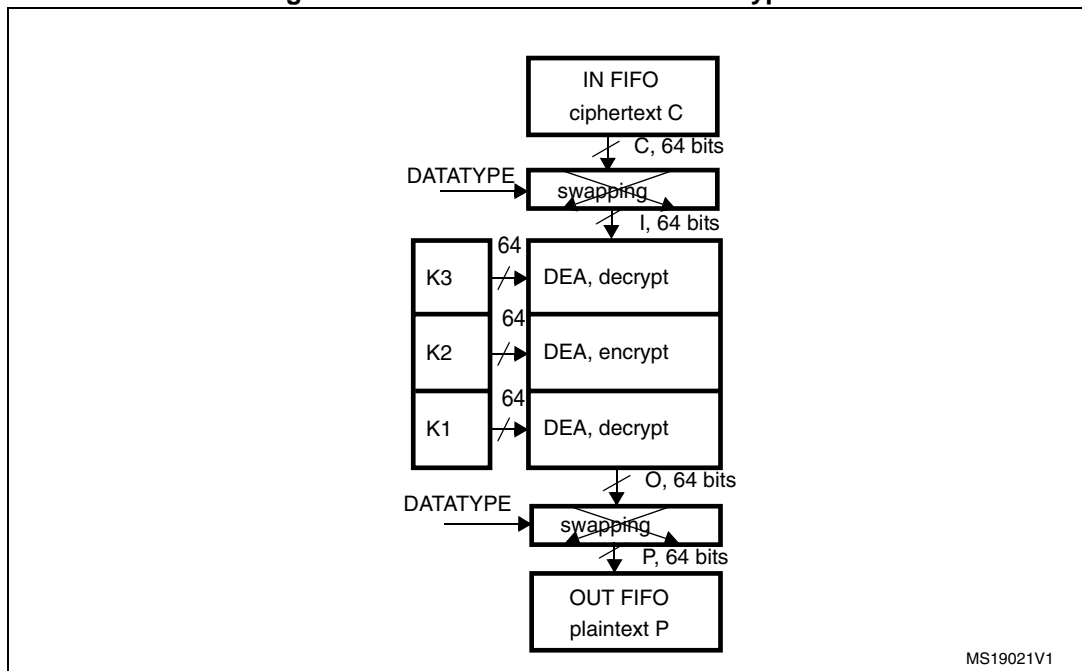 IN FIFO
ciphertext C
C, 64 bits
DATATYPE
swapping
I, 64 bits
64
K3
DEA, decrypt
64
K2
DEA, encrypt
64
K1
DEA, decrypt
O, 64 bits
DATATYPE
swapping
P, 64 bits
OUT FIFO
plaintext P
MS19021V1